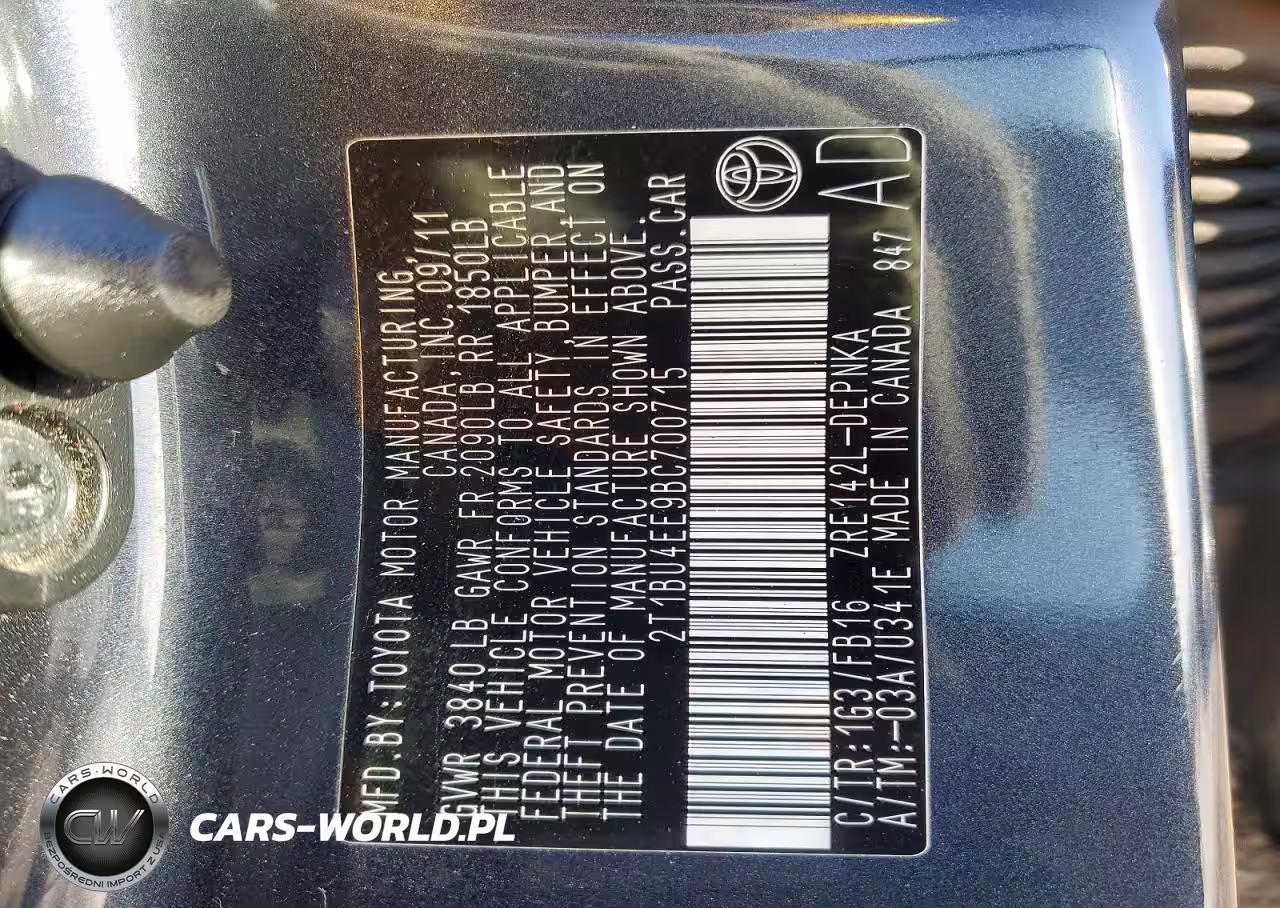 MFD.BY:TOYOTA MOTOR MANUFACTURING,
CANADA, INC.09/11
GVWR 3840 LB GAWR FR 2090LB, RR 1850LB
THIS VEHICLE CONFORMS TO ALL APPLICABLE
FEDERAL MOTOR VEHICLE SAFETY, BUMPER, AND
THEFT PREVENTION STANDARDS IN EFFECT ON
THE DATE OF MANUFACTURE SHOWN ABOVE.
2T1BU4EE9BC700715 PASS.CAR
C/TR:1G3/FB16 ZRE142L-DEPNKA
A/TM:-03A/U341E MADE IN CANADA 847
AD
CARS-WORLD
CW
BEZPOŚREDNI IMPORT Z USA
CARS-WORLD.PL